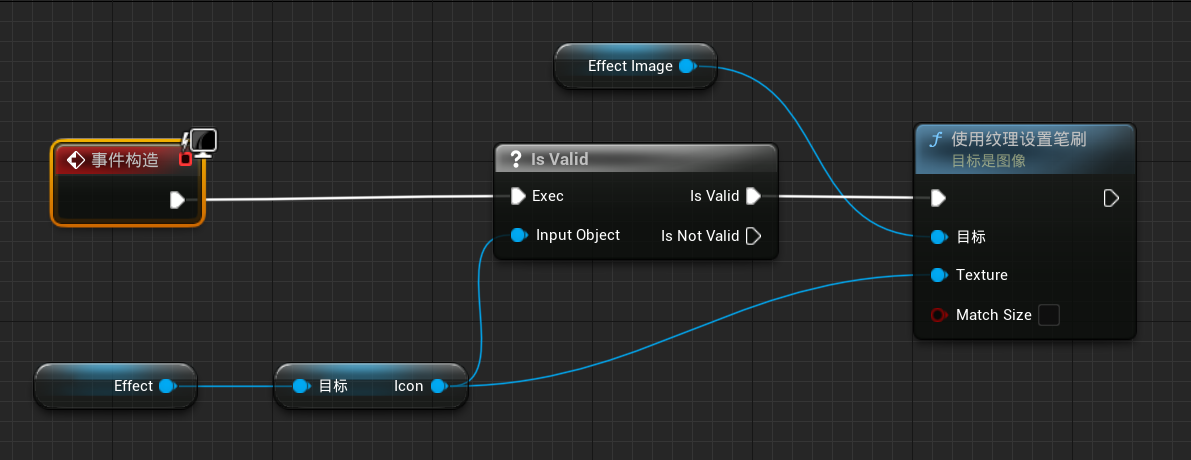 Effect Image
事件构造
? Is Valid
Exec
Is Valid
Input Object
Is Not Valid
f 使用纹理设置笔刷
目标是图像
目标
Texture
Match Size
Effect
目标
Icon